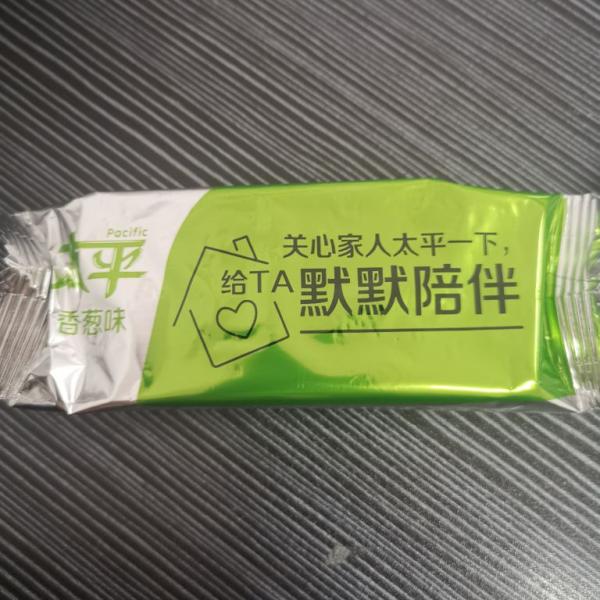 Pacific
太平
香葱味
关心家人太平一下，
给TA默默陪伴